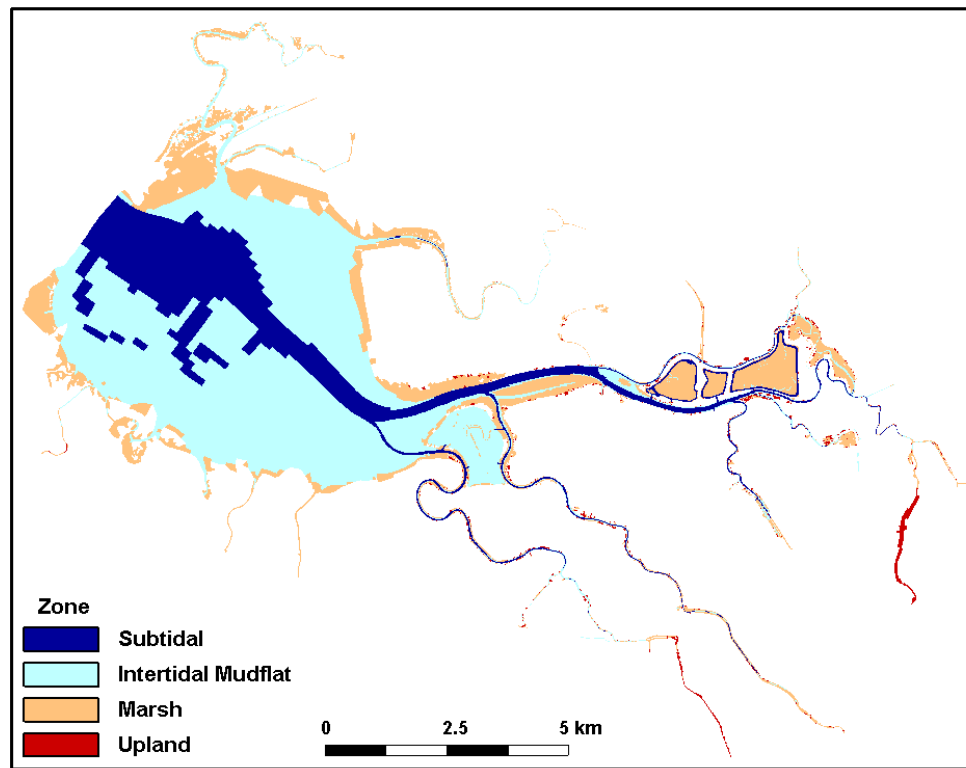 Zone
Subtidal
Intertidal Mudflat
Marsh
Upland
0 2.5 5 km